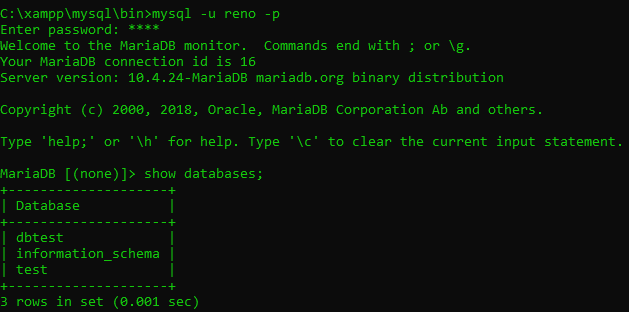 C:\xampp\mysql\bin>mysql -u reno -p
Enter password: ****
Welcome to the MariaDB monitor.  Commands end with ; or \g.
Your MariaDB connection id is 16
Server version: 10.4.24-MariaDB mariadb.org binary distribution

Copyright (c) 2000, 2018, Oracle, MariaDB Corporation Ab and others.

Type 'help;' or '\h' for help. Type '\c' to clear the current input statement.

MariaDB [(none)]> show databases;
+--------------------+
| Database           |
+--------------------+
| dbtest             |
| information_schema |
| test               |
+--------------------+
3 rows in set (0.001 sec)